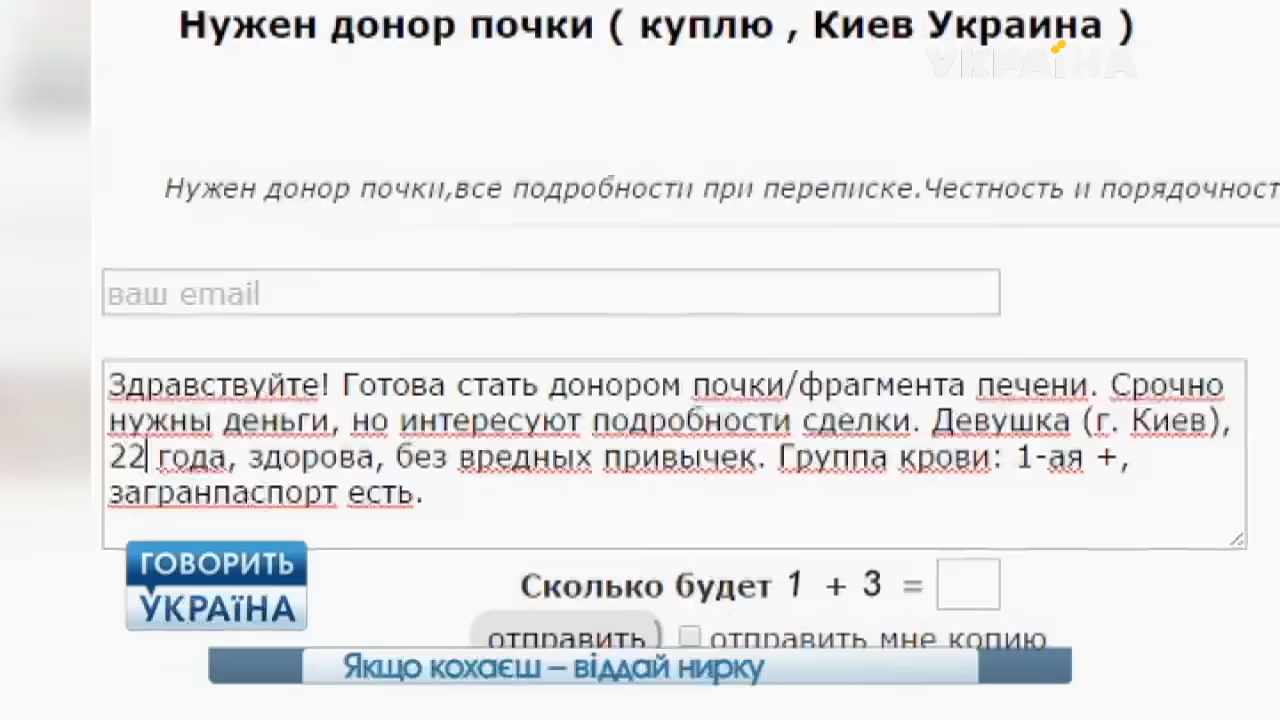 Нужен донор почки ( куплю , Киев Украина )
УКРАЇНА
Нужен донор почки,все подробности при переписке.Честность и порядочност
ваш email
Здравствуйте! Готова стать донором почки/фрагмента печени. Срочно
нужны деньги, но интересуют подробности сделки. Девушка (г. Киев),
22 года, здорова, без вредных привычек. Группа крови: 1-ая +,
загранпаспорт есть.
Сколько будет 1 + 3 =
отправить отправить мне копию
ГОВОРИТЬ
УКРАЇНА
Якщо кохаєш – віддай нирку